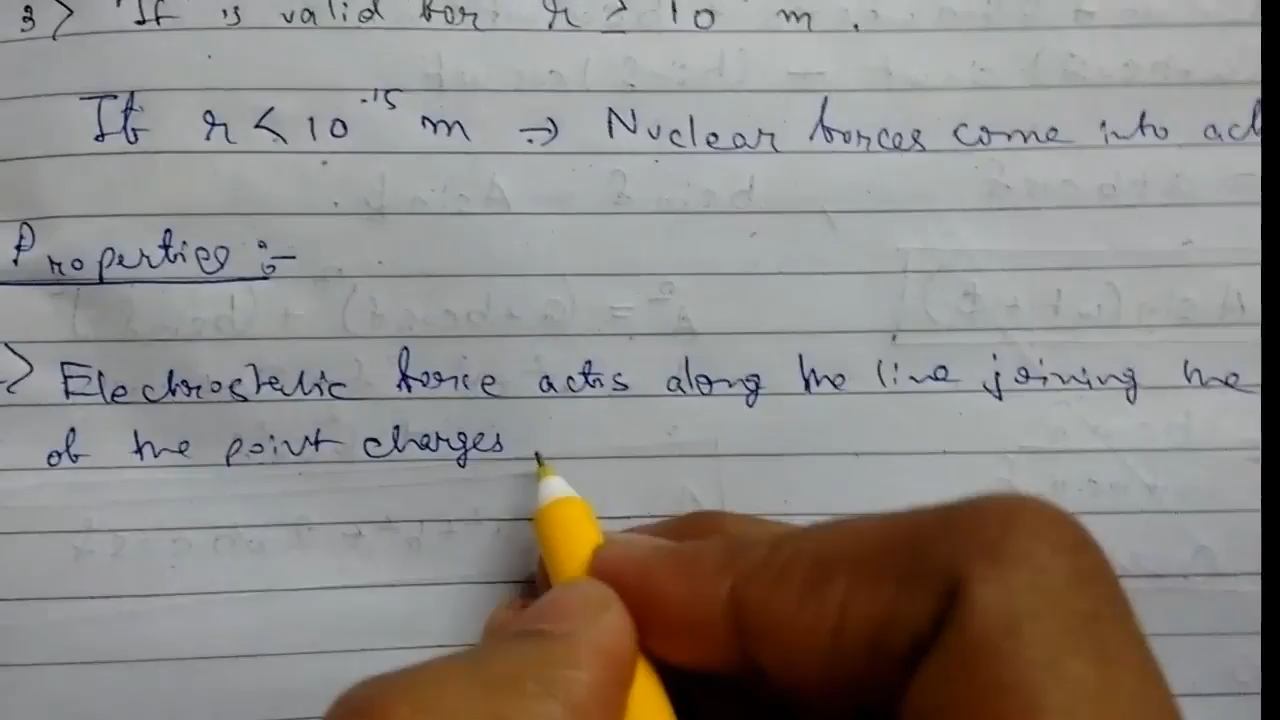 3> It is valid for r ≥ 10 m.
If r < 10^-15 m ⇒ Nuclear forces come into act
Properties :-
-> Electrostatic force acts along the line joining the
of the point charges